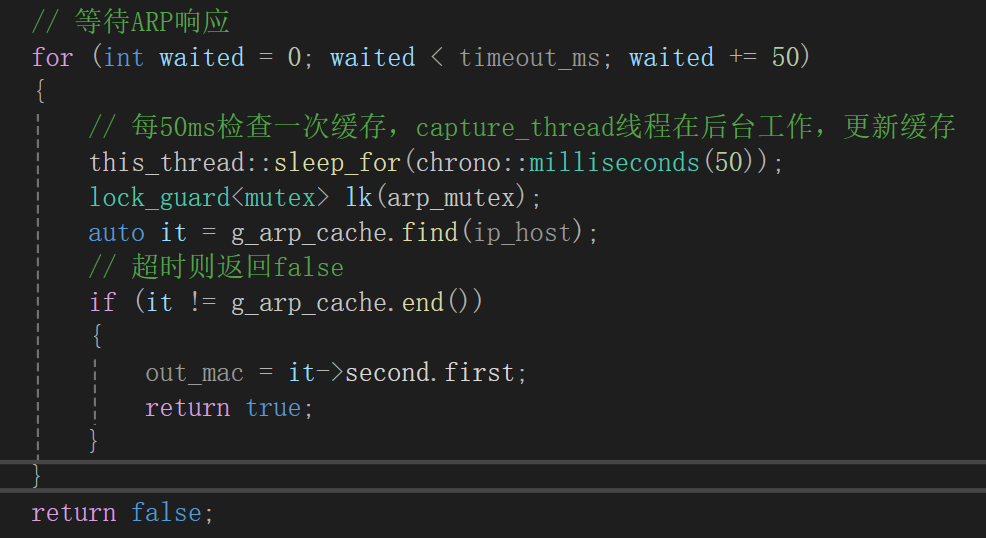 // 等待ARP响应
for (int waited = 0; waited < timeout_ms; waited += 50)
{
// 每50ms检查一次缓存，capture_thread线程在后台工作，更新缓存
this_thread::sleep_for(chrono::milliseconds(50));
lock_guard<mutex> lk(arp_mutex);
auto it = g_arp_cache.find(ip_host);
// 超时则返回false
if (it != g_arp_cache.end())
{
out_mac = it->second.first;
return true;
}
}
return false;